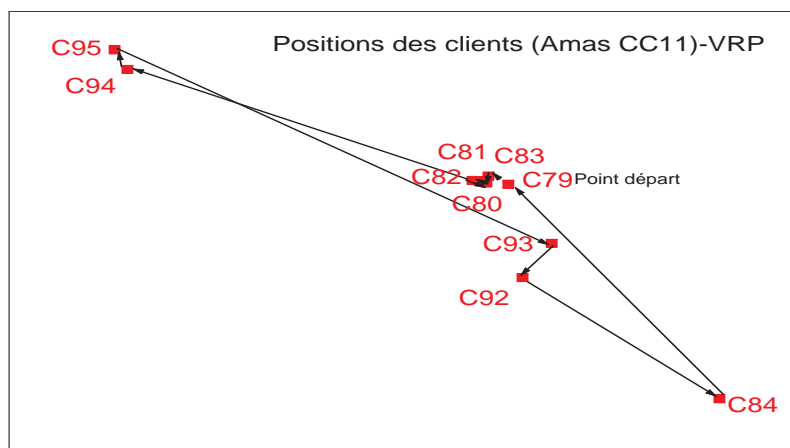 Positions des clients (Amas CC11)-VRP
C95
C94
C81
C83
C82
C79 Point départ
C80
C93
C92
C84